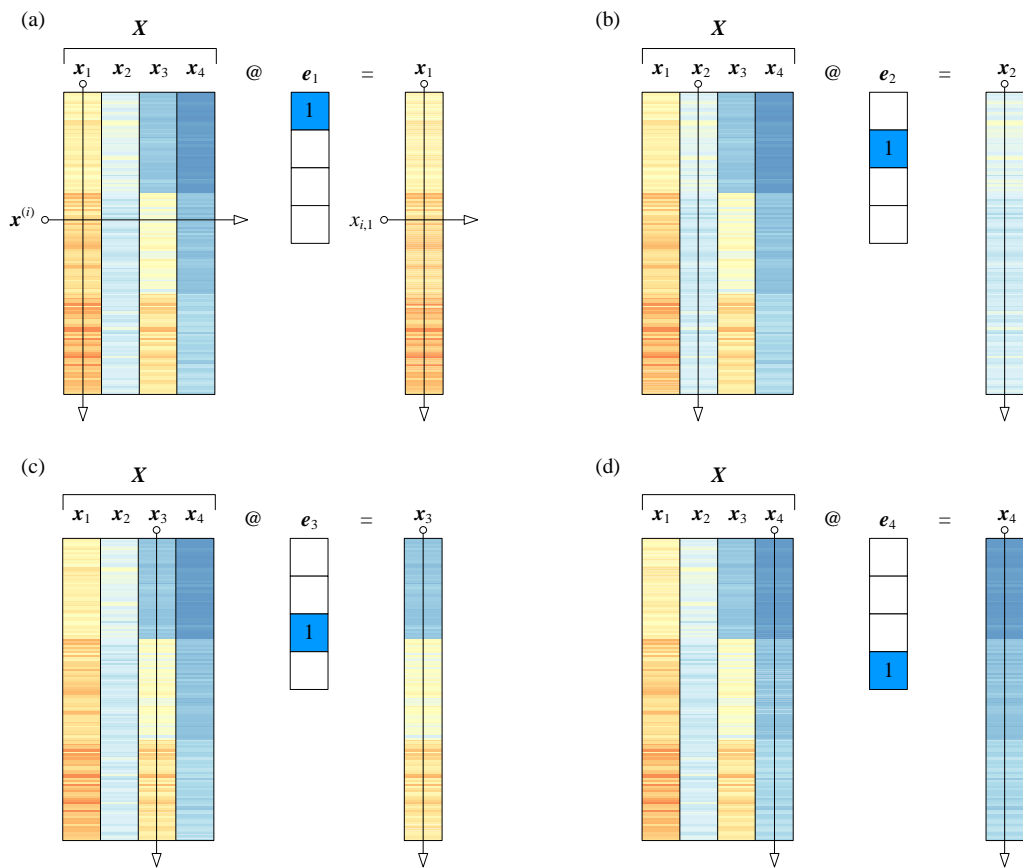 (a)
X
x1 x2 x3 x4 @ e1 = x1
1
x(i) xi,1
(b)
X
x1 x2 x3 x4 @ e2 = x2
1
(c)
X
x1 x2 x3 x4 @ e3 = x3
1
(d)
X
x1 x2 x3 x4 @ e4 = x4
1